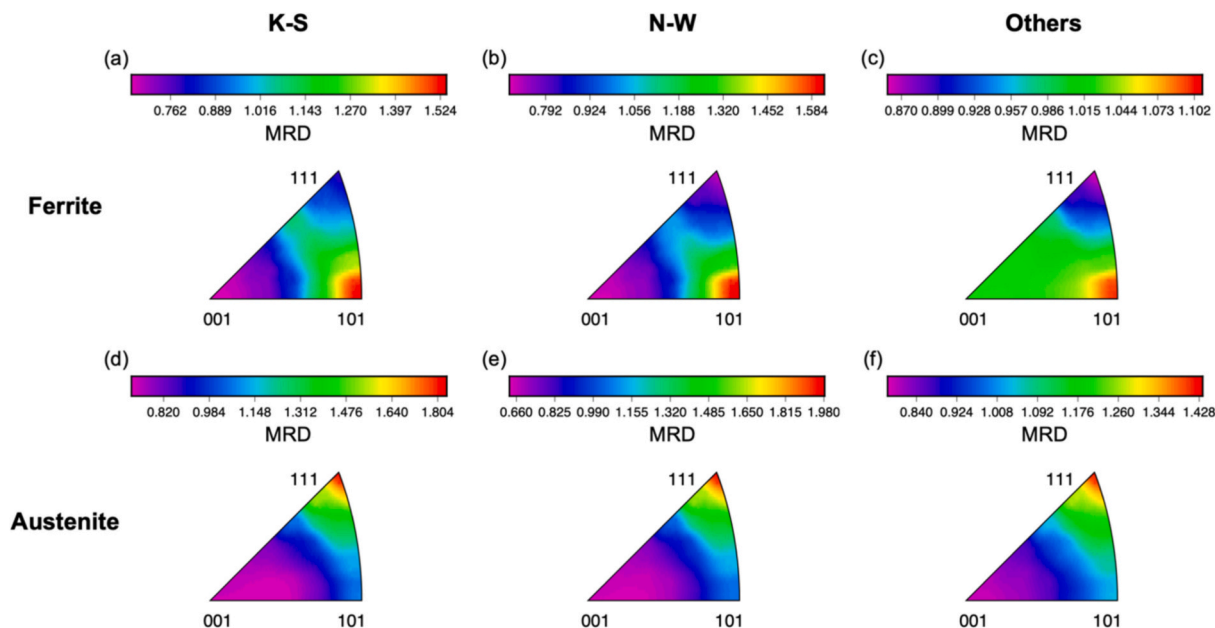 K-S N-W Others
(a) (b) (c)
0.762 0.889 1.016 1.143 1.270 1.397 1.524 0.792 0.924 1.056 1.188 1.320 1.452 1.584 0.870 0.899 0.928 0.957 0.986 1.015 1.044 1.073 1.102
MRD MRD MRD
111 111 111
Ferrite
001 101 001 101 001 101
(d) (e) (f)
0.820 0.984 1.148 1.312 1.476 1.640 1.804 0.660 0.825 0.990 1.155 1.320 1.485 1.650 1.815 1.980 0.840 0.924 1.008 1.092 1.176 1.260 1.344 1.428
MRD MRD MRD
111 111 111
Austenite
001 101 001 101 001 101